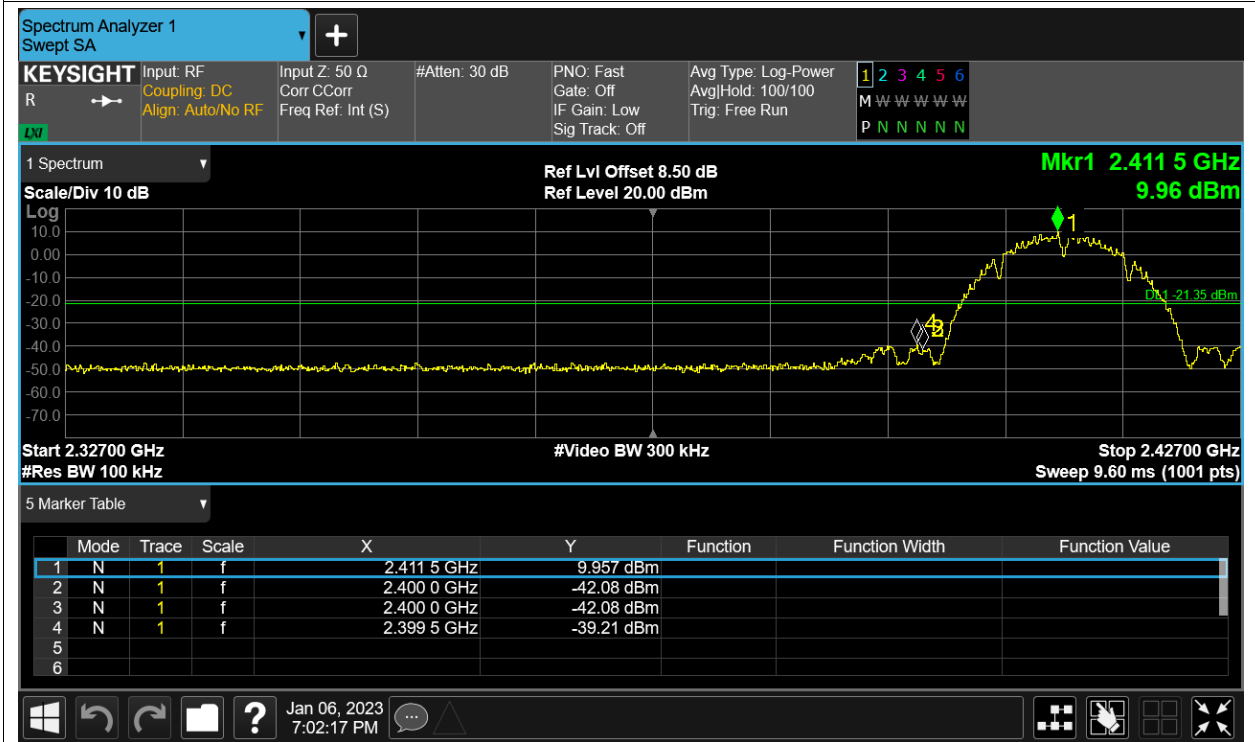 Spectrum Analyzer 1
Swept SA
KEYSIGHT
R
LXI
Input: RF
Coupling: DC
Align: Auto/No RF
Input Z: 50 Ω
Corr CCorr
Freq Ref: Int (S)
#Atten: 30 dB
PNO: Fast
Gate: Off
IF Gain: Low
Sig Track: Off
Avg Type: Log-Power
Avg|Hold: 100/100
Trig: Free Run
1 2 3 4 5 6
M W W W W W
P N N N N N
1 Spectrum
Scale/Div 10 dB
Ref Lvl Offset 8.50 dB
Ref Level 20.00 dBm
Mkr1 2.411 5 GHz
9.96 dBm
Log
10.0
0.00
-10.0
-20.0
-30.0
-40.0
-50.0
-60.0
-70.0
1
DL1 -21.35 dBm
4
2
Start 2.32700 GHz
#Video BW 300 kHz
Stop 2.42700 GHz
#Res BW 100 kHz
Sweep 9.60 ms (1001 pts)
5 Marker Table
Mode Trace Scale X Y Function Function Width Function Value
1 N 1 f 2.411 5 GHz 9.957 dBm
2 N 1 f 2.400 0 GHz -42.08 dBm
3 N 1 f 2.400 0 GHz -42.08 dBm
4 N 1 f 2.399 5 GHz -39.21 dBm
5
6
?
Jan 06, 2023
7:02:17 PM